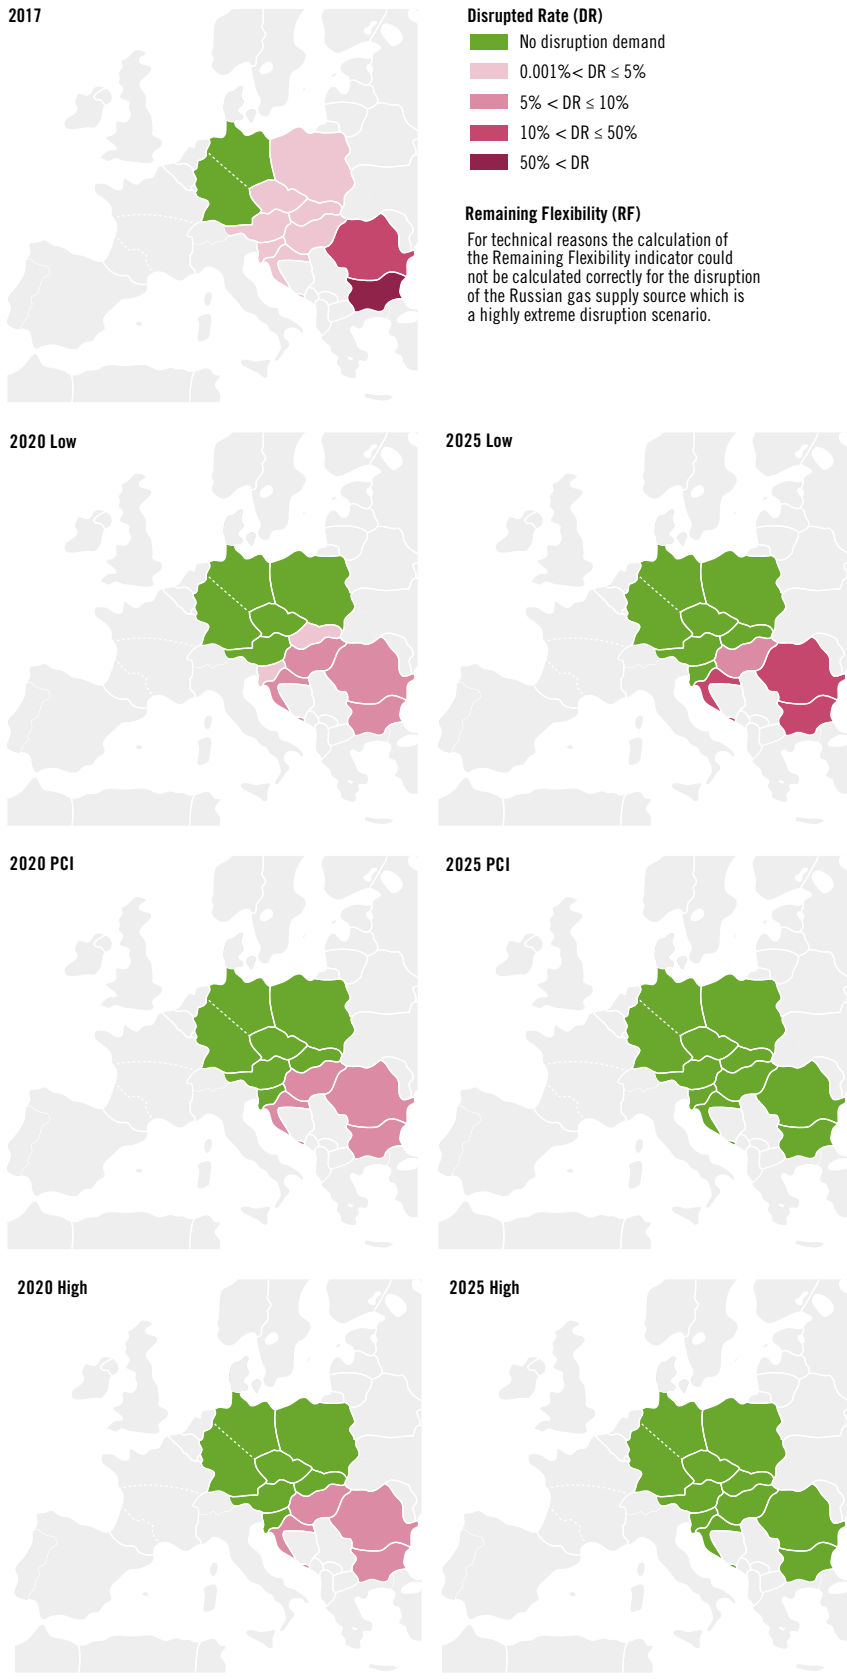 2017
Disrupted Rate (DR)
No disruption demand
0.001%< DR ≤ 5%
5% < DR ≤ 10%
10% < DR ≤ 50%
50% < DR
Remaining Flexibility (RF)
For technical reasons the calculation of
the Remaining Flexibility indicator could
not be calculated correctly for the disruption
of the Russian gas supply source which is
a highly extreme disruption scenario.
2020 Low
2025 Low
2020 PCI
2025 PCI
2020 High
2025 High